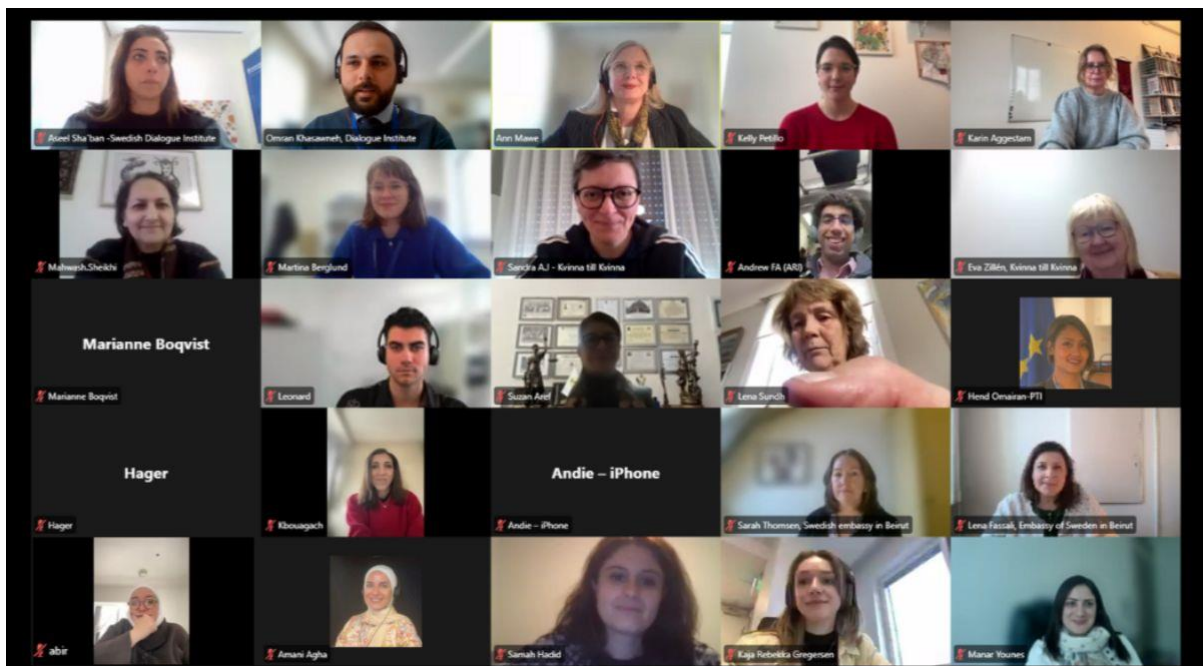 Aseel Sha'ban -Swedish Dialogue Institute
Omran Khasawneh, Dialogue Institute
Ann Mawe
Kelly Petillo
Karin Aggestam
Mahwash.Sheikhi
Martina Berglund
Sandra AJ - Kvinna till Kvinna
Andrew FA (ARI)
Eva Zillén, Kvinna till Kvinna
Marianne Boqvist
Marianne Boqvist
Leonard
Suzan Aref
Lena Sundh
Hend Omairan-PTI
Hager
Hager
Kbouagach
Andie – iPhone
Andie – iPhone
Sarah Thomsen, Swedish embassy in Beirut
Lena Fassali, Embassy of Sweden in Beirut
abir
Amani Agha
Samah Hadid
Kaja Rebekka Gregersen
Manar Younes